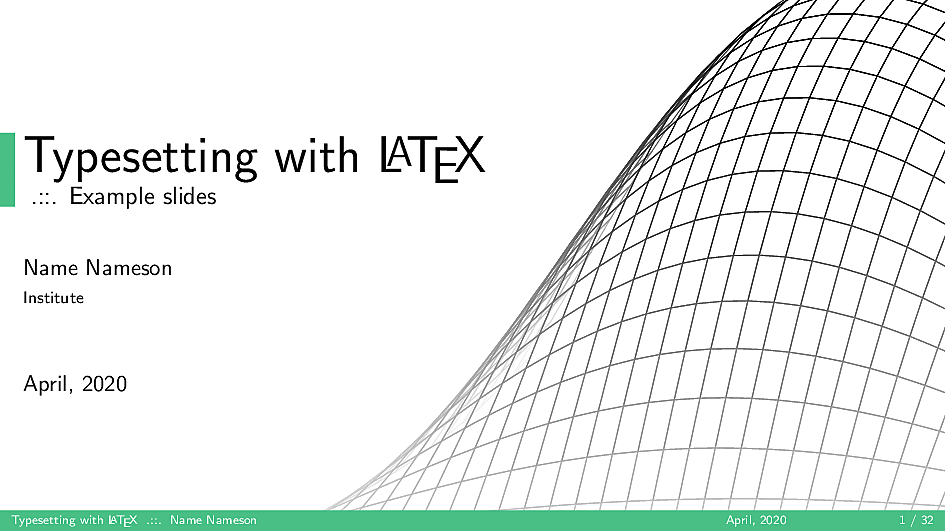 Typesetting with LATEX
.::. Example slides
Name Nameson
Institute
April, 2020
Typesetting with LATEX .::. Name Nameson April, 2020 1 / 32